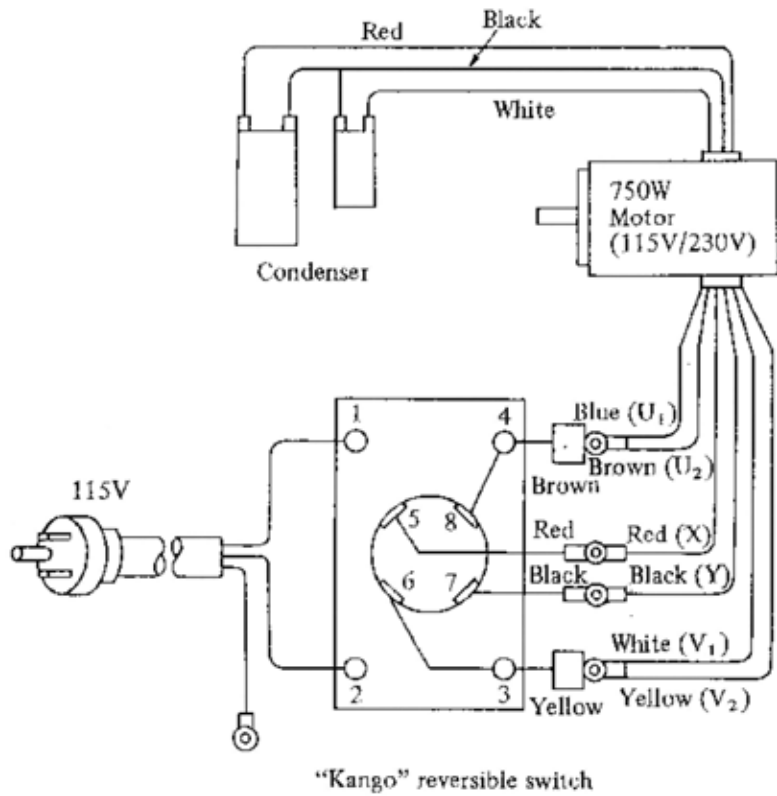 Red
Black
White
750W
Motor
(115V/230V)
Condenser
1
4
Blue (U₁)
Brown (U₂)
Brown
115V
5
8
Red
Red (X)
6
7
Black
Black (Y)
White (V₁)
2
3
Yellow
Yellow (V₂)
“Kango” reversible switch